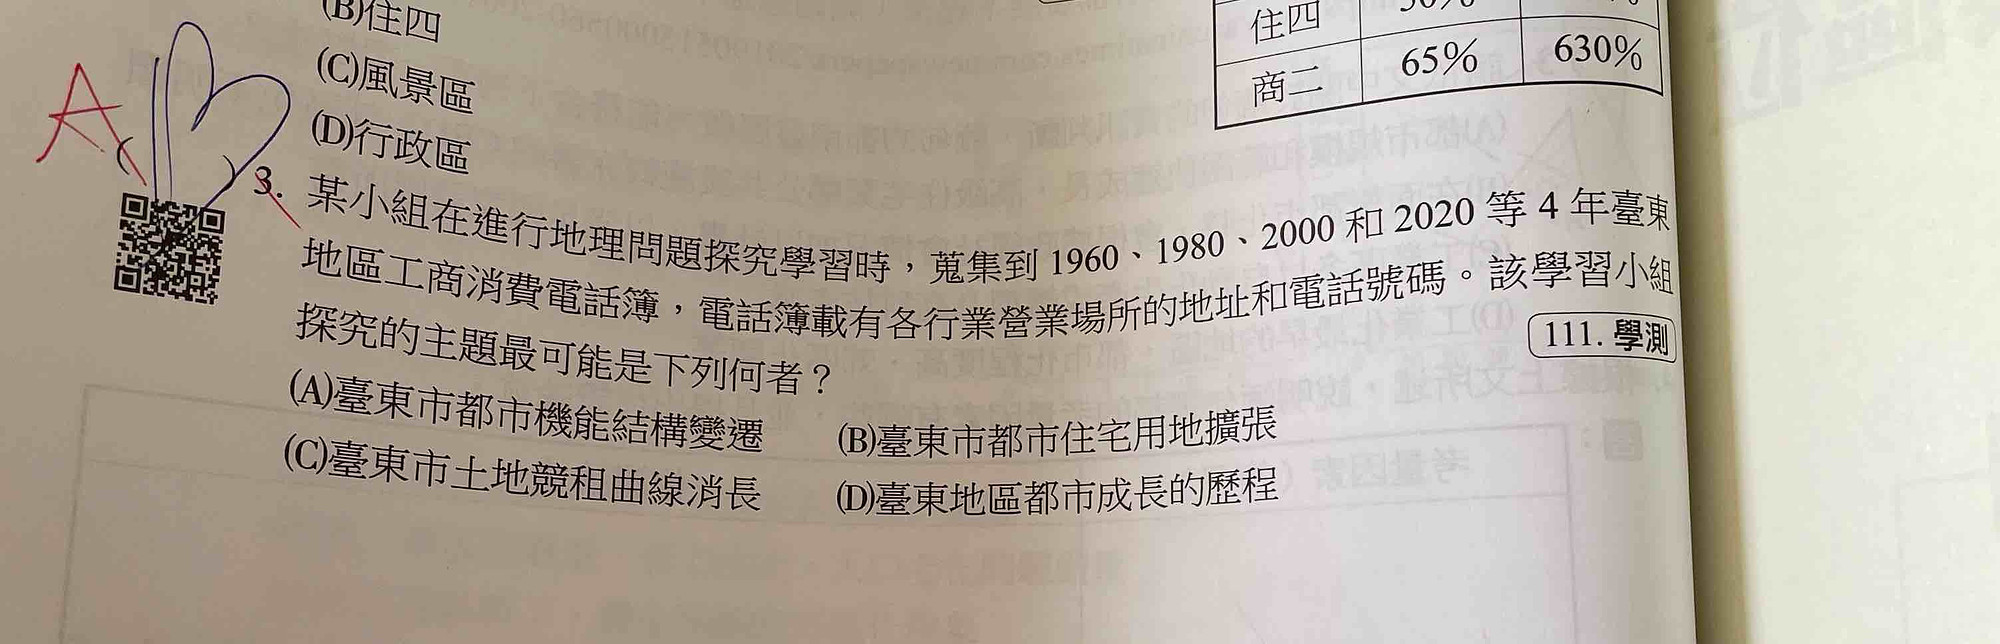 (B)住四
(C)風景區
(D)行政區
住四
商二 65% 630%
A
( B ) 3. 某小組在進行地理問題探究學習時，蒐集到 1960、1980、2000 和 2020 等 4 年臺東
地區工商消費電話簿，電話簿載有各行業營業場所的地址和電話號碼。該學習小組
探究的主題最可能是下列何者？
111. 學測
(A)臺東市都市機能結構變遷 (B)臺東市都市住宅用地擴張
(C)臺東市土地競租曲線消長 (D)臺東地區都市成長的歷程